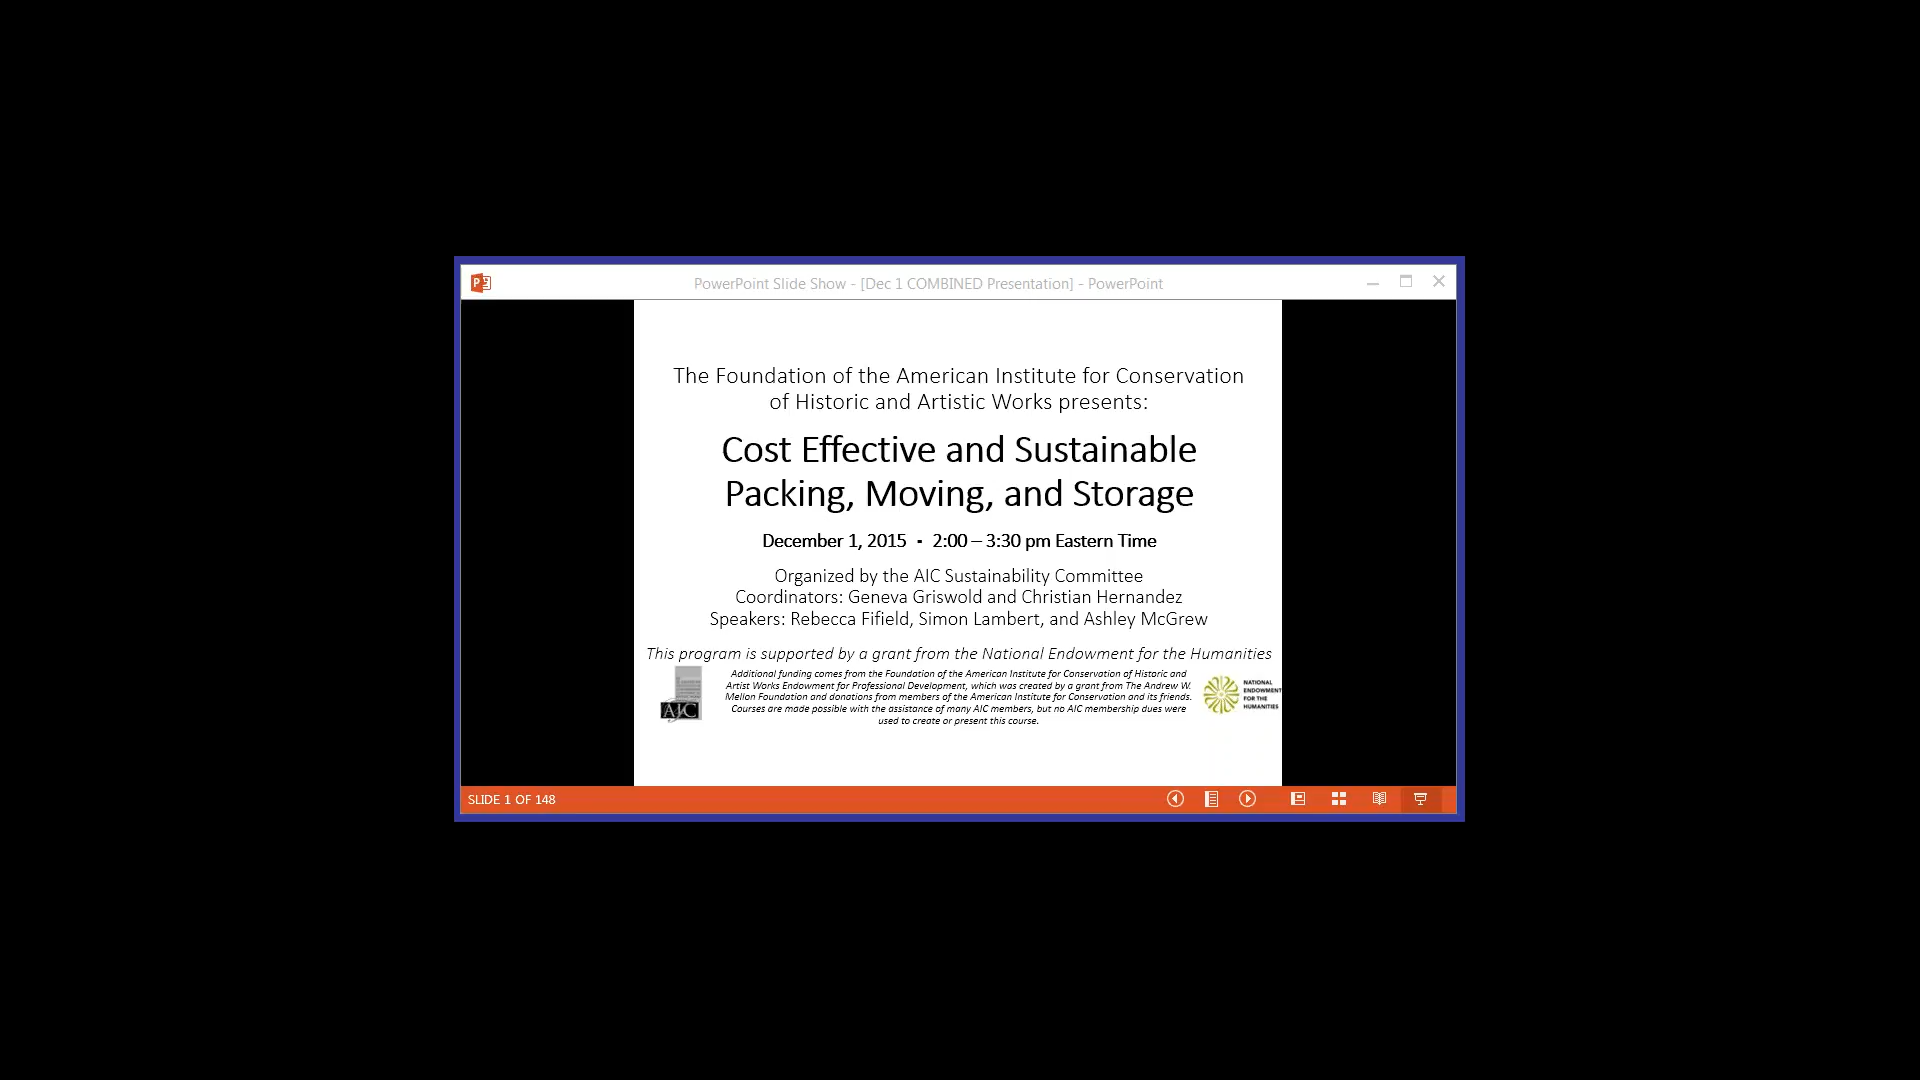 PowerPoint Slide Show - [Dec 1 COMBINED Presentation] - PowerPoint
The Foundation of the American Institute for Conservation
of Historic and Artistic Works presents:
Cost Effective and Sustainable
Packing, Moving, and Storage
December 1, 2015 ▪ 2:00 – 3:30 pm Eastern Time
Organized by the AIC Sustainability Committee
Coordinators: Geneva Griswold and Christian Hernandez
Speakers: Rebecca Fifield, Simon Lambert, and Ashley McGrew
This program is supported by a grant from the National Endowment for the Humanities
Additional funding comes from the Foundation of the American Institute for Conservation of Historic and
Artist Works Endowment for Professional Development, which was created by a grant from The Andrew W.
Mellon Foundation and donations from members of the American Institute for Conservation and its friends.
Courses are made possible with the assistance of many AIC members, but no AIC membership dues were
used to create or present this course.
AIC
NATIONAL
ENDOWMENT
FOR THE
HUMANITIES
SLIDE 1 OF 148